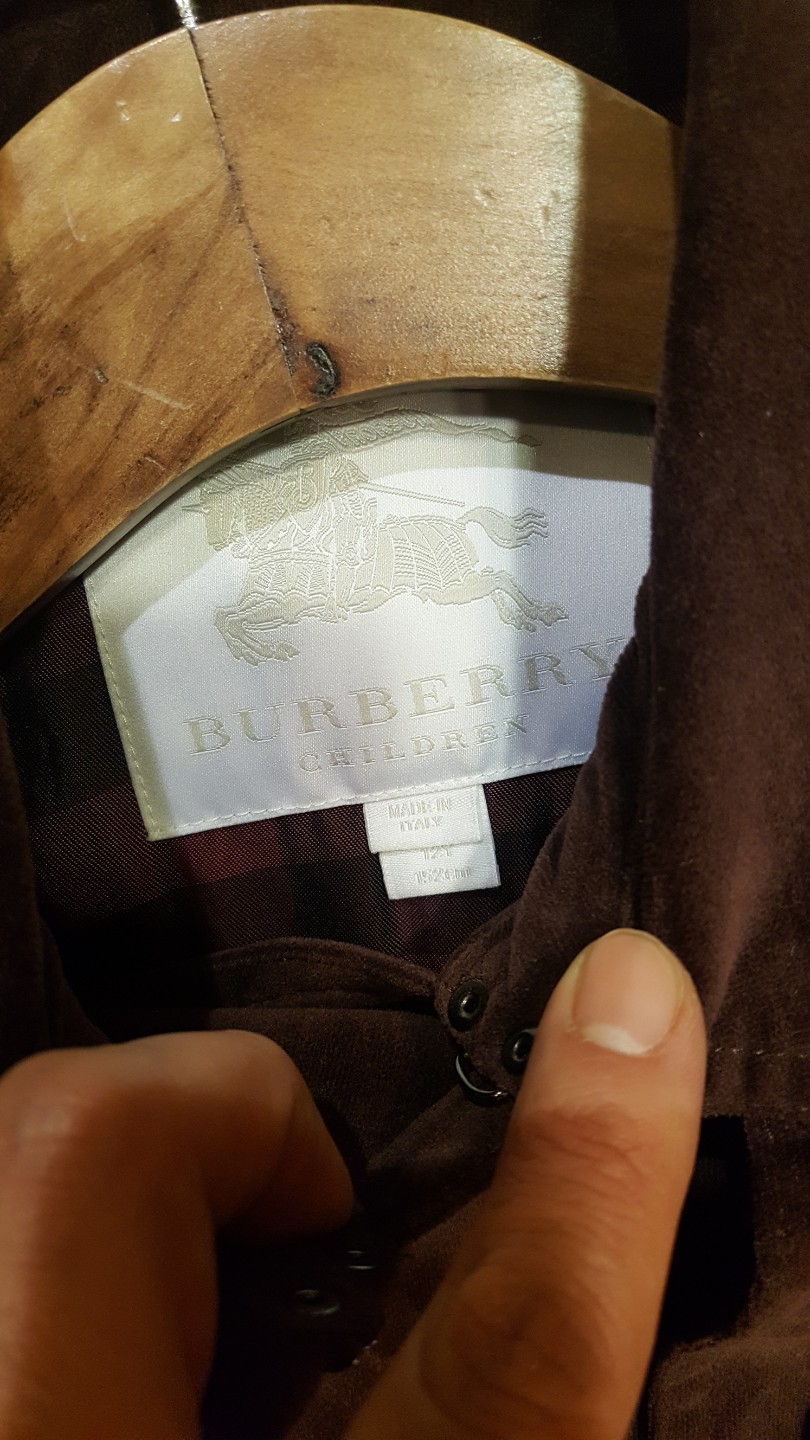 BURBERRY
CHILDREN
MADE IN
ITALY
12Y
152cm